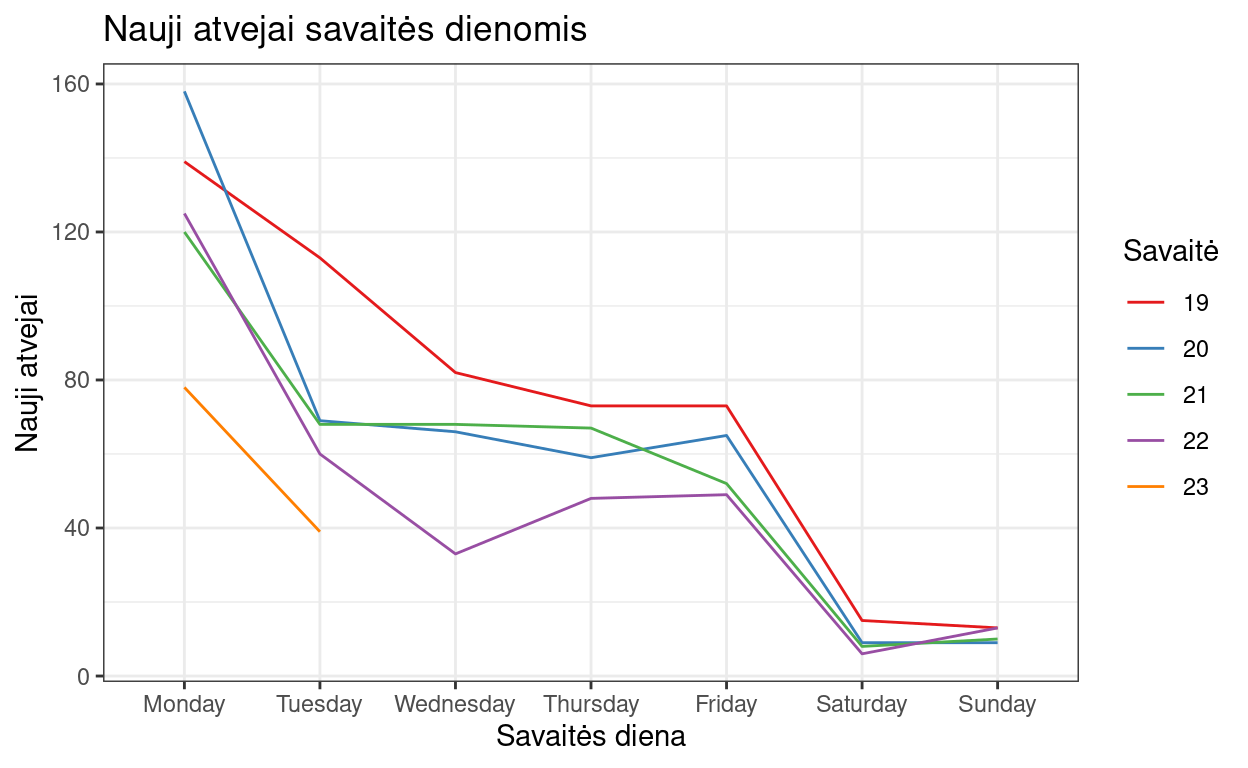 Nauji atvejai savaitės dienomis
Nauji atvejai
160
120
80
40
0
Monday Tuesday Wednesday Thursday Friday Saturday Sunday
Savaitės diena
Savaitė
19
20
21
22
23